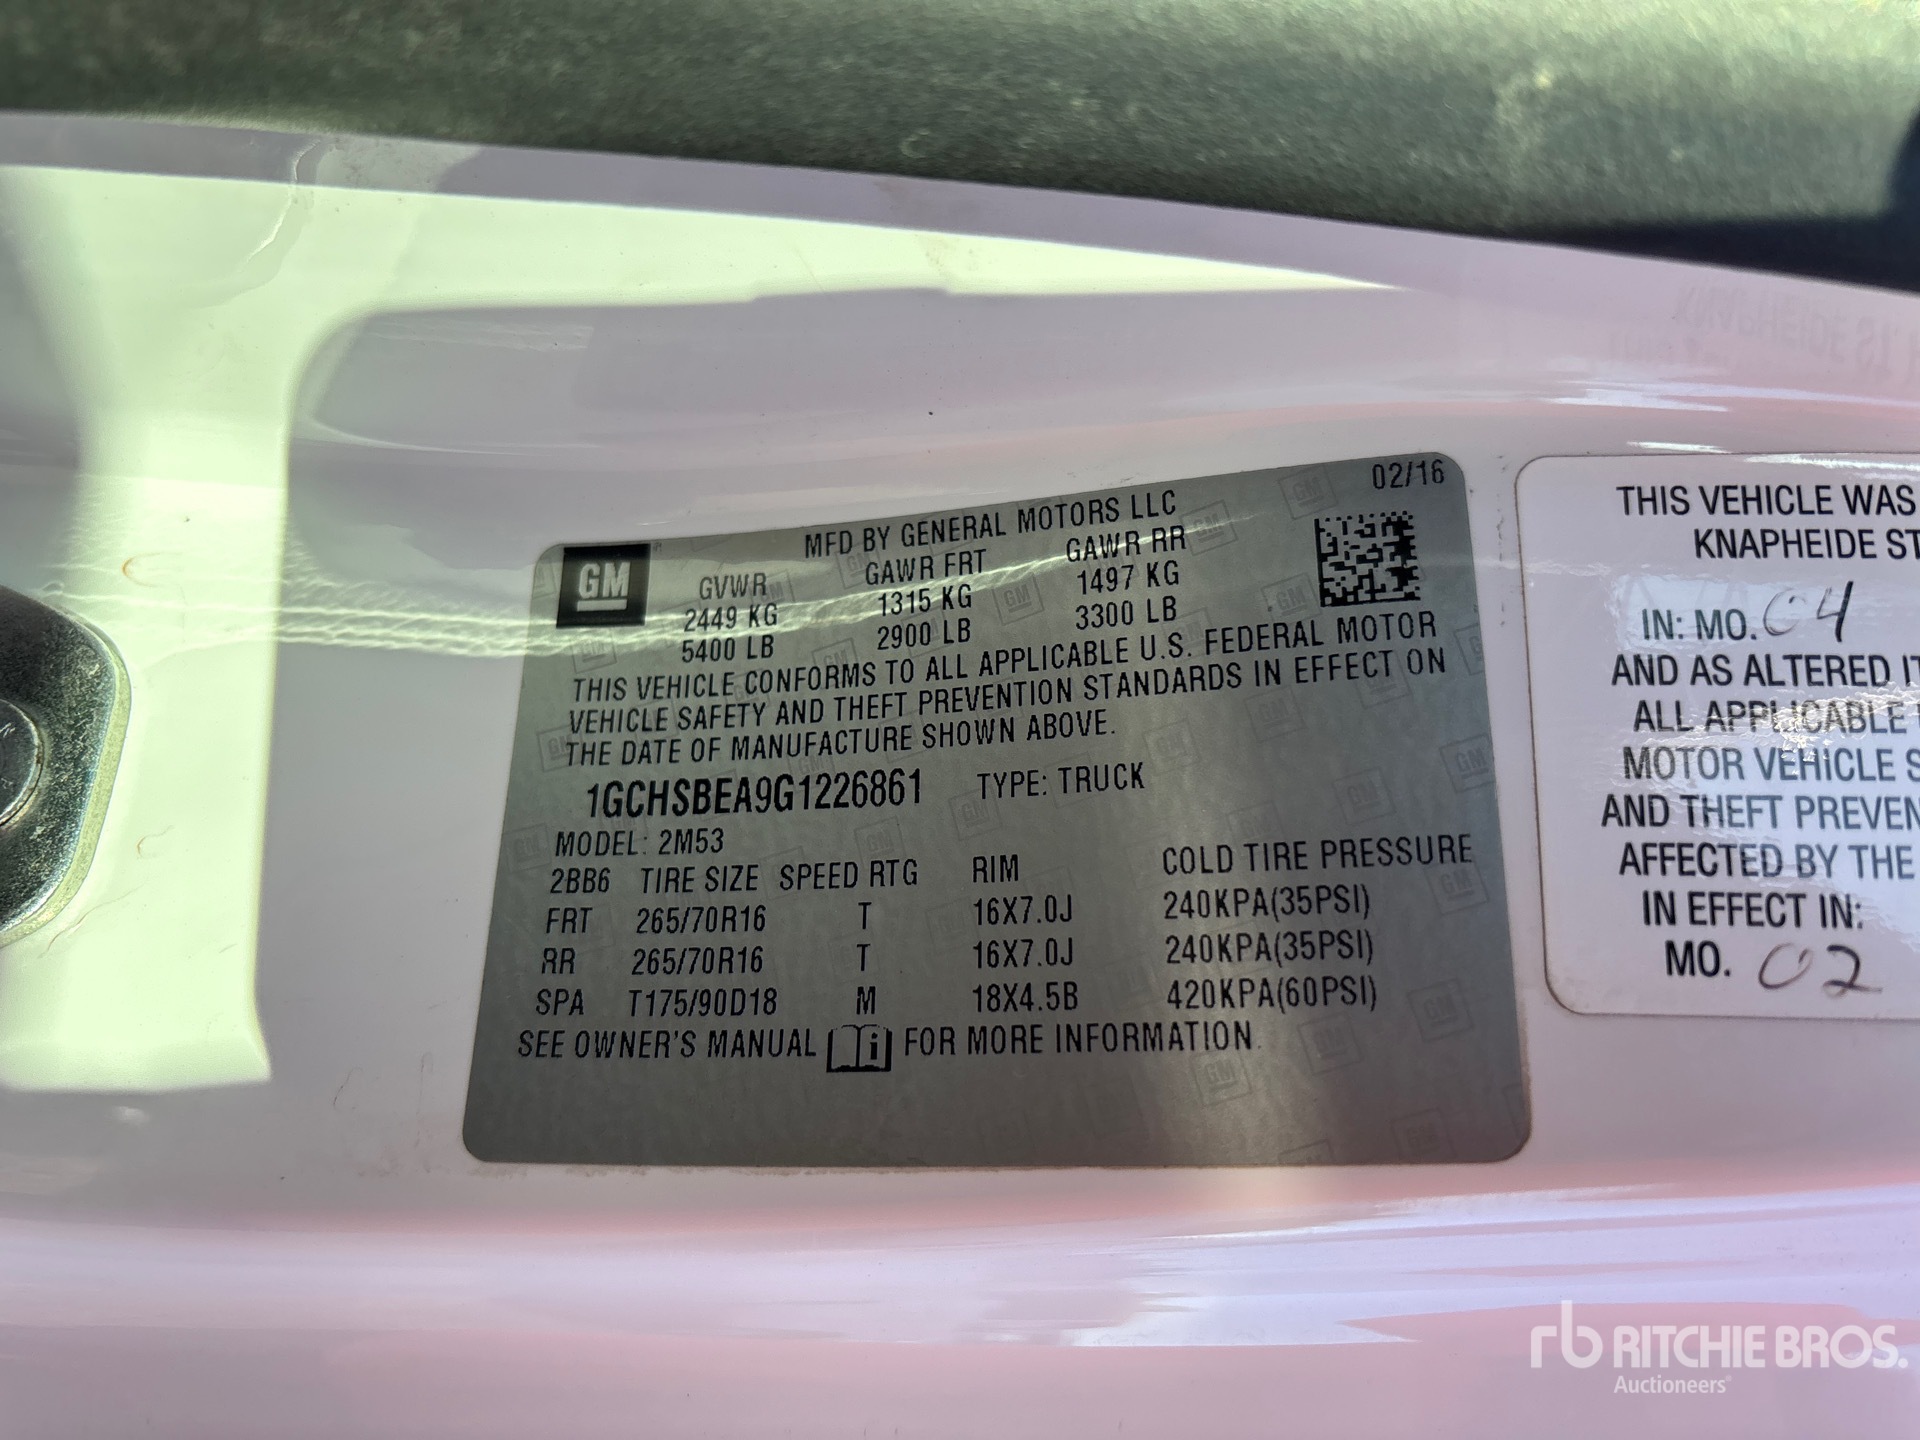 02/16
MFD BY GENERAL MOTORS LLC
GM
GVWR GAWR FRT GAWR RR
2449 KG 1315 KG 1497 KG
5400 LB 2900 LB 3300 LB
THIS VEHICLE CONFORMS TO ALL APPLICABLE U.S. FEDERAL MOTOR
VEHICLE SAFETY AND THEFT PREVENTION STANDARDS IN EFFECT ON
THE DATE OF MANUFACTURE SHOWN ABOVE.
1GCHSBEA9G1226861 TYPE: TRUCK
MODEL: 2M53
2BB6 TIRE SIZE SPEED RTG RIM COLD TIRE PRESSURE
FRT 265/70R16 T 16X7.0J 240KPA(35PSI)
RR 265/70R16 T 16X7.0J 240KPA(35PSI)
SPA T175/90D18 M 18X4.5B 420KPA(60PSI)
SEE OWNER'S MANUAL FOR MORE INFORMATION
THIS VEHICLE WAS
KNAPHEIDE ST
IN: MO. 04
AND AS ALTERED IT
ALL APPLICABLE
MOTOR VEHICLE S
AND THEFT PREVEN
AFFECTED BY THE
IN EFFECT IN:
MO. 02
rb RITCHIE BROS.
Auctioneers